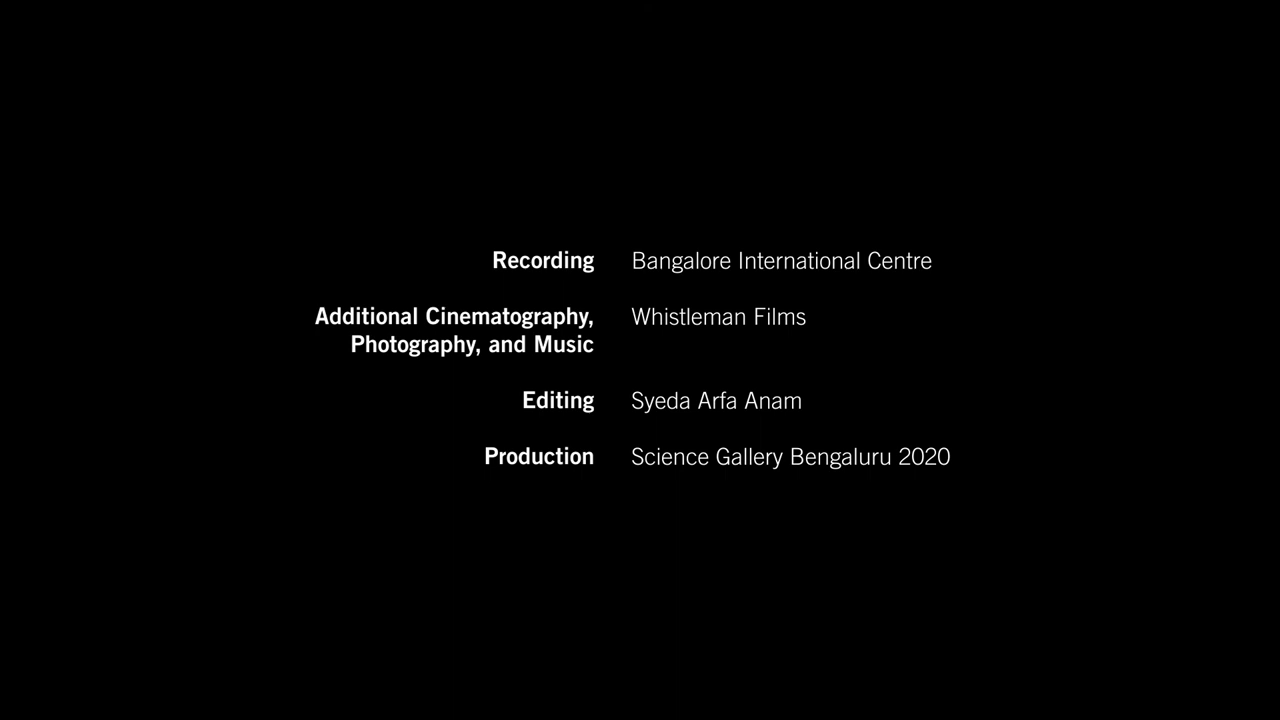 Recording Bangalore International Centre
Additional Cinematography, Whistleman Films
Photography, and Music
Editing Syeda Arfa Anam
Production Science Gallery Bengaluru 2020